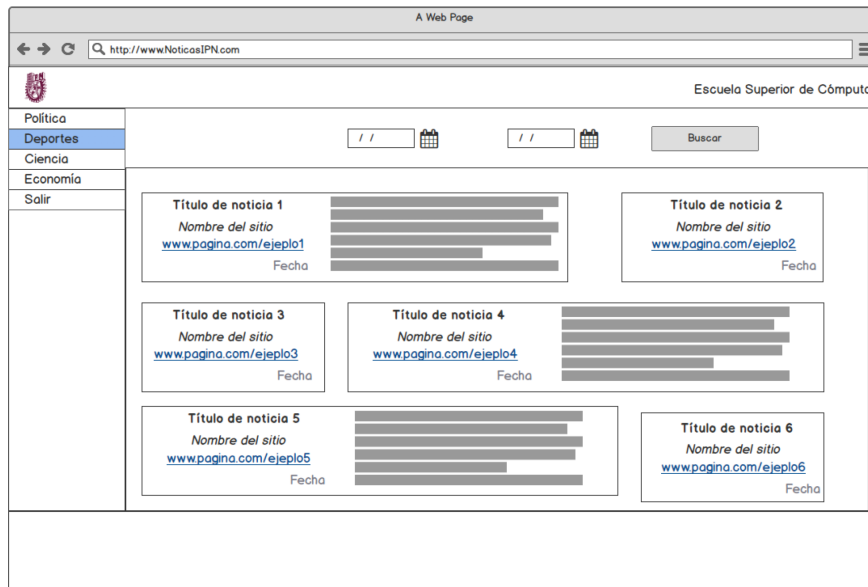 A Web Page
http://www.NoticasIPN.com
Escuela Superior de Cómputo
Política
Deportes
Ciencia
Economía
Salir
/ /
/ /
Buscar
Título de noticia 1
Nombre del sitio
www.pagina.com/ejeplo1
Fecha
Título de noticia 2
Nombre del sitio
www.pagina.com/ejeplo2
Fecha
Título de noticia 3
Nombre del sitio
www.pagina.com/ejeplo3
Fecha
Título de noticia 4
Nombre del sitio
www.pagina.com/ejeplo4
Fecha
Título de noticia 5
Nombre del sitio
www.pagina.com/ejeplo5
Fecha
Título de noticia 6
Nombre del sitio
www.pagina.com/ejeplo6
Fecha